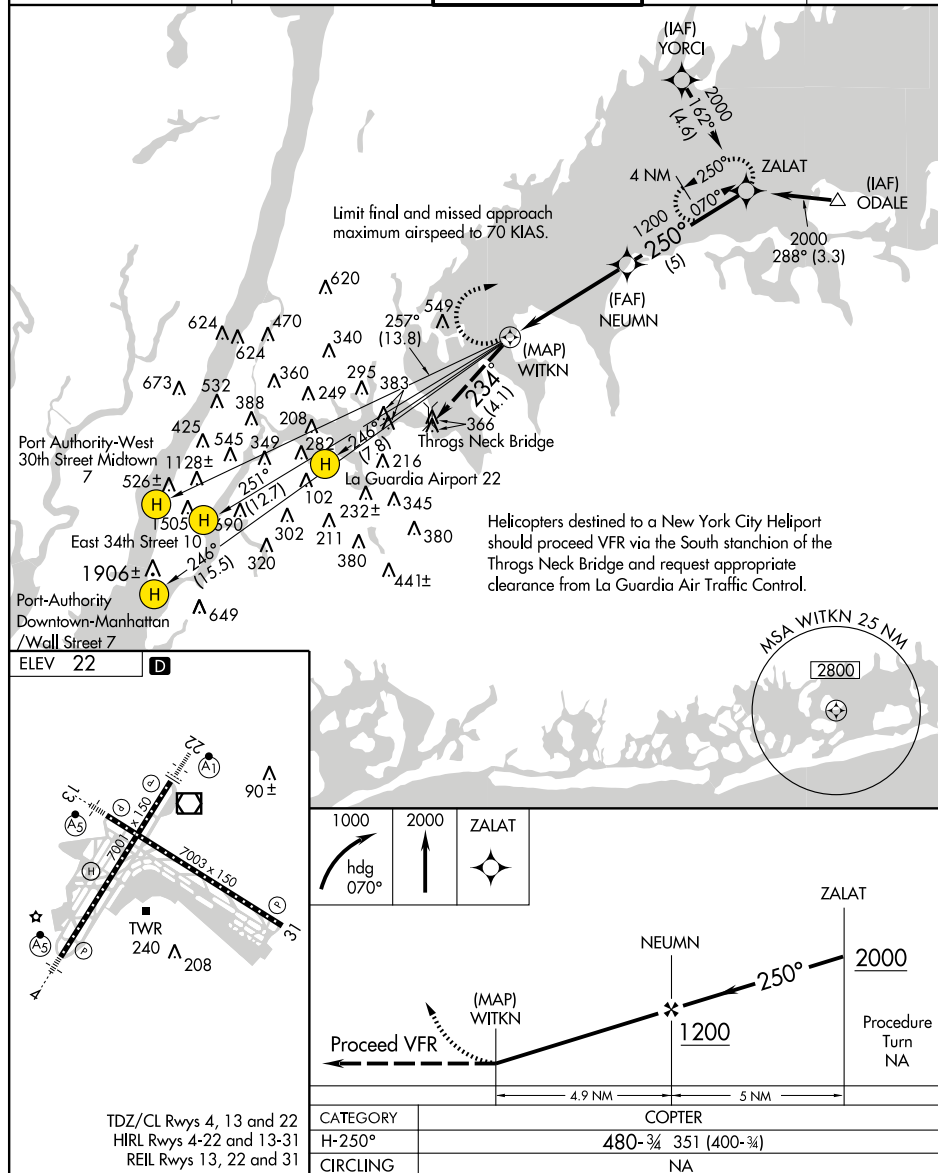 (IAF)
YORCI
2000
162°
(4.6)
ZALAT
4 NM
250°
070°
(IAF)
ODALE
2000
288° (3.3)
1200
250°
(5)
(FAF)
NEUMN
Limit final and missed approach
maximum airspeed to 70 KIAS.
620
549
257°
(13.8)
(MAP)
WITKN
624
470
624
340
673
532
360
295
383
249
234°
(4.1)
388
208
366
Throgs Neck Bridge
425
545
349
282
246°
(7.8)
216
Port Authority-West
30th Street Midtown
7
1128±
526±
251°
(12.7)
La Guardia Airport 22
H
H
H
102
232±
345
1505
690
East 34th Street 10
302
211
380
320
380
246°
(15.5)
441±
1906±
H
Port-Authority
Downtown-Manhattan
/Wall Street 7
649
Helicopters destined to a New York City Heliport
should proceed VFR via the South stanchion of the
Throgs Neck Bridge and request appropriate
clearance from La Guardia Air Traffic Control.
MSA WITKN 25 NM
2800
ELEV 22
D
22
A1
90±
13
A5
P
P
7001 x 150
7003 x 150
H
P
31
TWR
240
208
A5
P
4
TDZ/CL Rwys 4, 13 and 22
HIRL Rwys 4-22 and 13-31
REIL Rwys 13, 22 and 31
1000
hdg
070°
2000
ZALAT
ZALAT
NEUMN
2000
250°
(MAP)
WITKN
1200
Proceed VFR
Procedure
Turn
NA
4.9 NM
5 NM
CATEGORY
COPTER
H-250°
480-¾ 351 (400-¾)
CIRCLING
NA